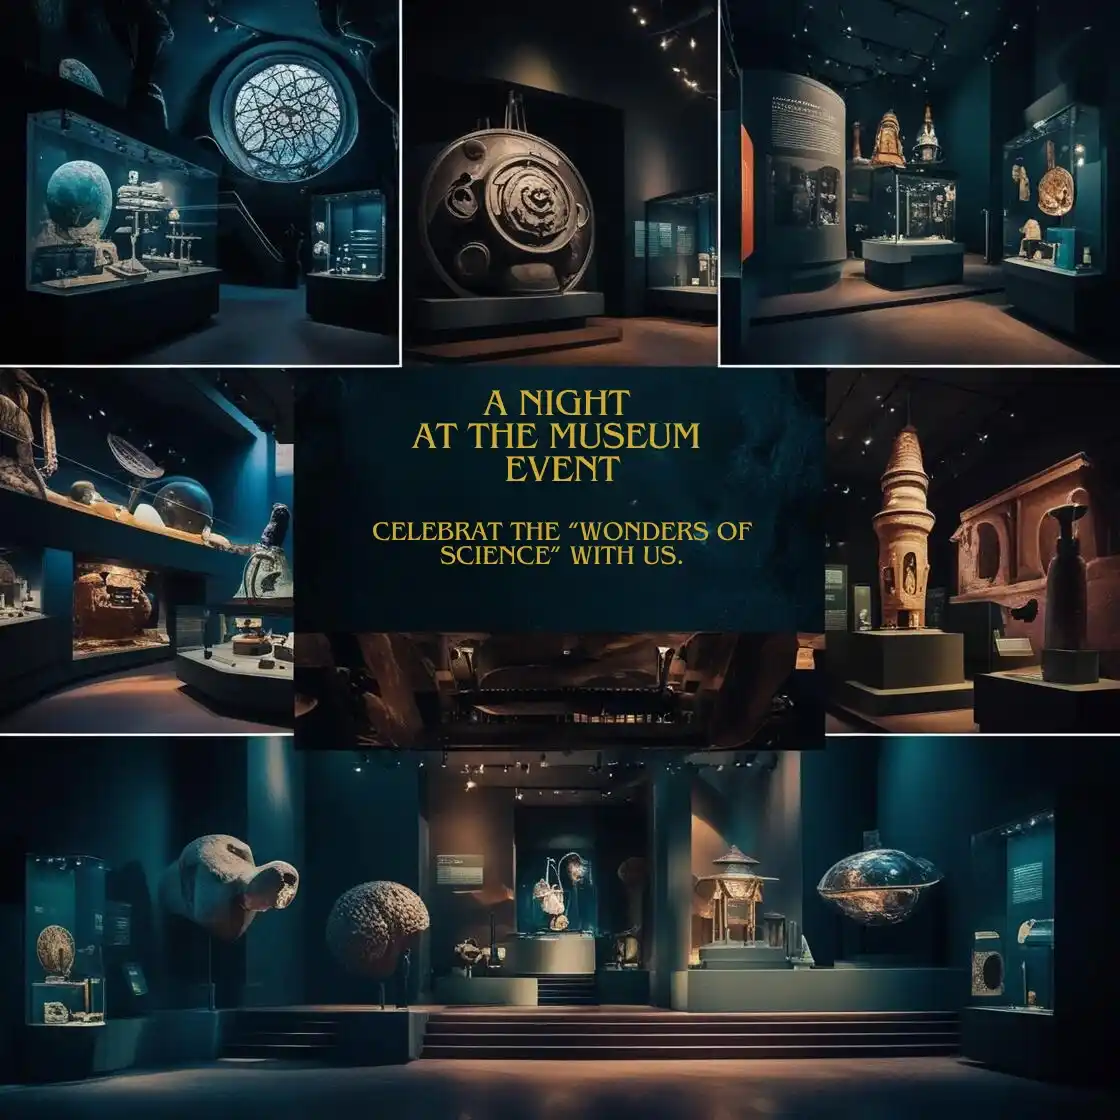 A NIGHT
AT THE MUSEUM
EVENT
CELEBRAT THE “WONDERS OF
SCIENCE” WITH US.